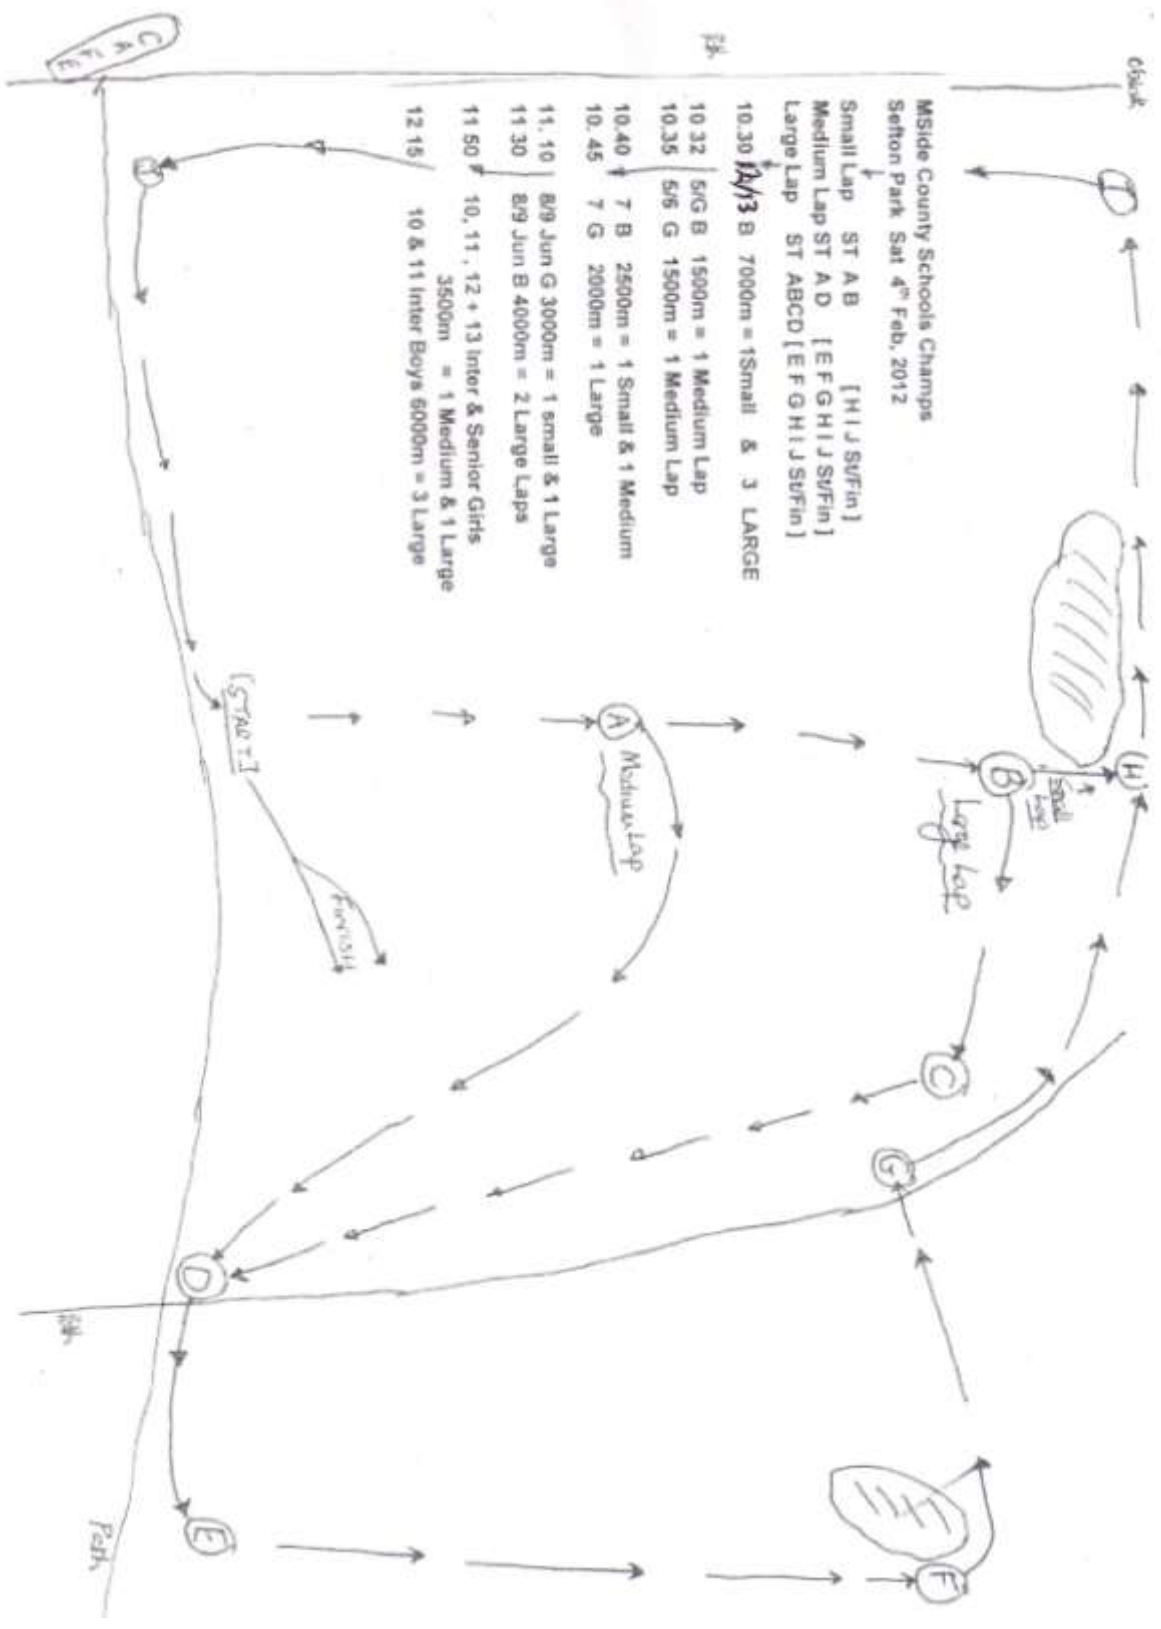 MSide County Schools Champs
Sefton Park Sat 4th Feb, 2012
Small Lap ST A B [ H I J St/Fin ]
Medium Lap ST A D [ E F G H I J St/Fin ]
Large Lap ST ABCD [ E F G H I J St/Fin ]
10.30 12/13 B 7000m = 1Small & 3 LARGE
10 32 5/G B 1500m = 1 Medium Lap
10.35 5/6 G 1500m = 1 Medium Lap
10.40 7 B 2500m = 1 Small & 1 Medium
10. 45 7 G 2000m = 1 Large
11. 10 8/9 Jun G 3000m = 1 small & 1 Large
11 30 8/9 Jun B 4000m = 2 Large Laps
11 50 10, 11 , 12 + 13 Inter & Senior Girls
3500m = 1 Medium & 1 Large
12 15 10 & 11 Inter Boys 6000m = 3 Large
CAFE
Path
I
J
[START]
Finish
A
Medium Lap
B
Large Lap
Small Lap
H
C
G
D
E
F
Path
Path